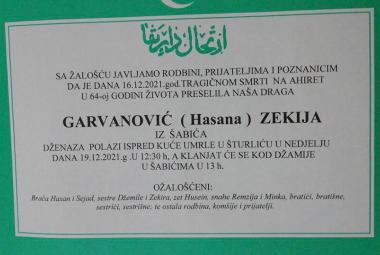 SA ŽALOŠĆU JAVLJAMO RODBINI, PRIJATELJIMA I POZNANICIM
DA JE DANA 16.12.2021.god.TRAGIČNOM SMRTI NA AHIRET
U 64-oj GODINI ŽIVOTA PRESELILA NAŠA DRAGA
GARVANOVIĆ ( Hasana ) ZEKIJA
IZ ŠABIĆA
DŽENAZA POLAZI ISPRED KUĆE UMRLE U ŠTURLIĆU U NEDJELJU
DANA 19.12.2021.g .U 12:30 h, A KLANJAT ĆE SE KOD DŽAMIJE
U ŠABIĆIMA U 13 h.
OŽALOŠĆENI:
Braća Hasan i Sejad, sestre Džemile i Zekira, zet Husein, snahe Remzija i Minka, bratići, bratišne,
sestrići, sestrišne; te ostala rodbina, komšije i prijatelji.